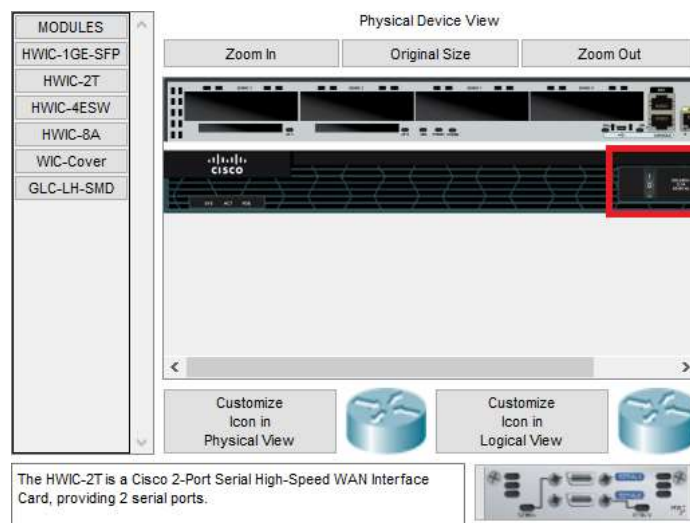 MODULES
HWIC-1GE-SFP
HWIC-2T
HWIC-4ESW
HWIC-8A
WIC-Cover
GLC-LH-SMD
Physical Device View
Zoom In
Original Size
Zoom Out
CISCO
Customize
Icon in
Physical View
Customize
Icon in
Logical View
The HWIC-2T is a Cisco 2-Port Serial High-Speed WAN Interface
Card, providing 2 serial ports.